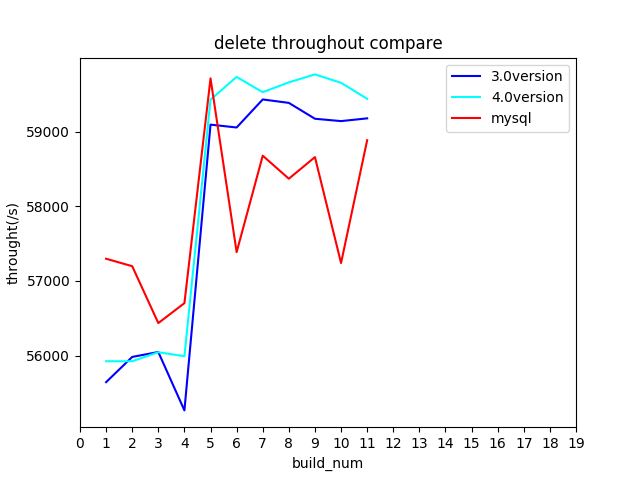 delete throughout compare
3.0version
4.0version
mysql
throught(/s)
59000
58000
57000
56000
0 1 2 3 4 5 6 7 8 9 10 11 12 13 14 15 16 17 18 19
build_num